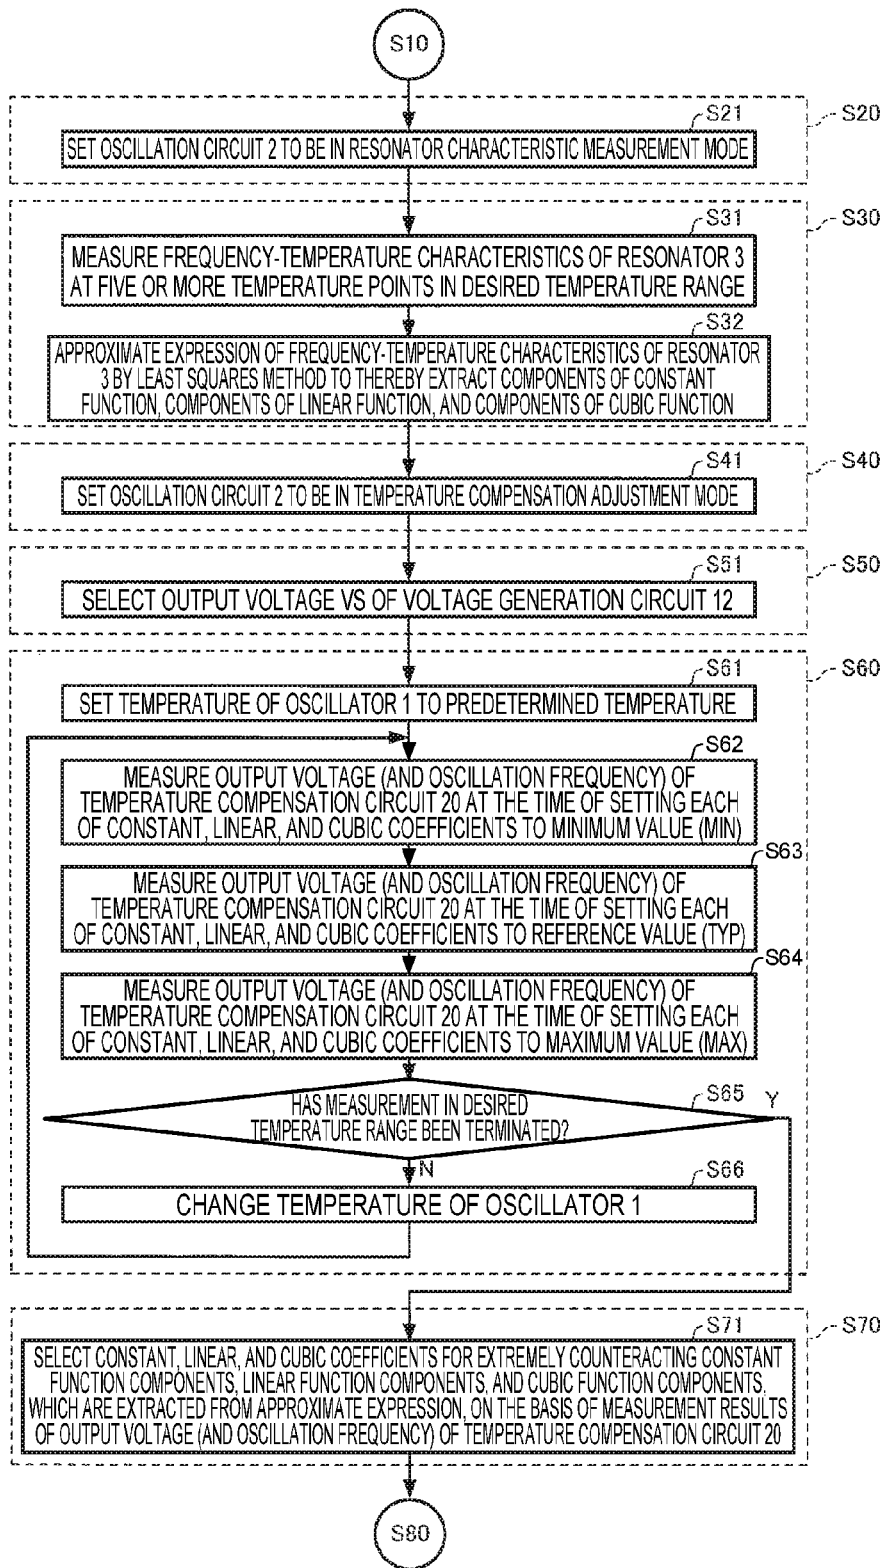 S10
S21
S20
SET OSCILLATION CIRCUIT 2 TO BE IN RESONATOR CHARACTERISTIC MEASUREMENT MODE
S31
S30
MEASURE FREQUENCY-TEMPERATURE CHARACTERISTICS OF RESONATOR 3
AT FIVE OR MORE TEMPERATURE POINTS IN DESIRED TEMPERATURE RANGE
S32
APPROXIMATE EXPRESSION OF FREQUENCY-TEMPERATURE CHARACTERISTICS OF RESONATOR
3 BY LEAST SQUARES METHOD TO THEREBY EXTRACT COMPONENTS OF CONSTANT
FUNCTION, COMPONENTS OF LINEAR FUNCTION, AND COMPONENTS OF CUBIC FUNCTION
S41
S40
SET OSCILLATION CIRCUIT 2 TO BE IN TEMPERATURE COMPENSATION ADJUSTMENT MODE
S51
S50
SELECT OUTPUT VOLTAGE VS OF VOLTAGE GENERATION CIRCUIT 12
S61
S60
SET TEMPERATURE OF OSCILLATOR 1 TO PREDETERMINED TEMPERATURE
S62
MEASURE OUTPUT VOLTAGE (AND OSCILLATION FREQUENCY) OF
TEMPERATURE COMPENSATION CIRCUIT 20 AT THE TIME OF SETTING EACH
OF CONSTANT, LINEAR, AND CUBIC COEFFICIENTS TO MINIMUM VALUE (MIN)
S63
MEASURE OUTPUT VOLTAGE (AND OSCILLATION FREQUENCY) OF
TEMPERATURE COMPENSATION CIRCUIT 20 AT THE TIME OF SETTING EACH
OF CONSTANT, LINEAR, AND CUBIC COEFFICIENTS TO REFERENCE VALUE (TYP)
S64
MEASURE OUTPUT VOLTAGE (AND OSCILLATION FREQUENCY) OF
TEMPERATURE COMPENSATION CIRCUIT 20 AT THE TIME OF SETTING EACH
OF CONSTANT, LINEAR, AND CUBIC COEFFICIENTS TO MAXIMUM VALUE (MAX)
S65
Y
HAS MEASUREMENT IN DESIRED
TEMPERATURE RANGE BEEN TERMINATED?
N
S66
CHANGE TEMPERATURE OF OSCILLATOR 1
S71
S70
SELECT CONSTANT, LINEAR, AND CUBIC COEFFICIENTS FOR EXTREMELY COUNTERACTING CONSTANT
FUNCTION COMPONENTS, LINEAR FUNCTION COMPONENTS, AND CUBIC FUNCTION COMPONENTS,
WHICH ARE EXTRACTED FROM APPROXIMATE EXPRESSION, ON THE BASIS OF MEASUREMENT RESULTS
OF OUTPUT VOLTAGE (AND OSCILLATION FREQUENCY) OF TEMPERATURE COMPENSATION CIRCUIT 20
S80